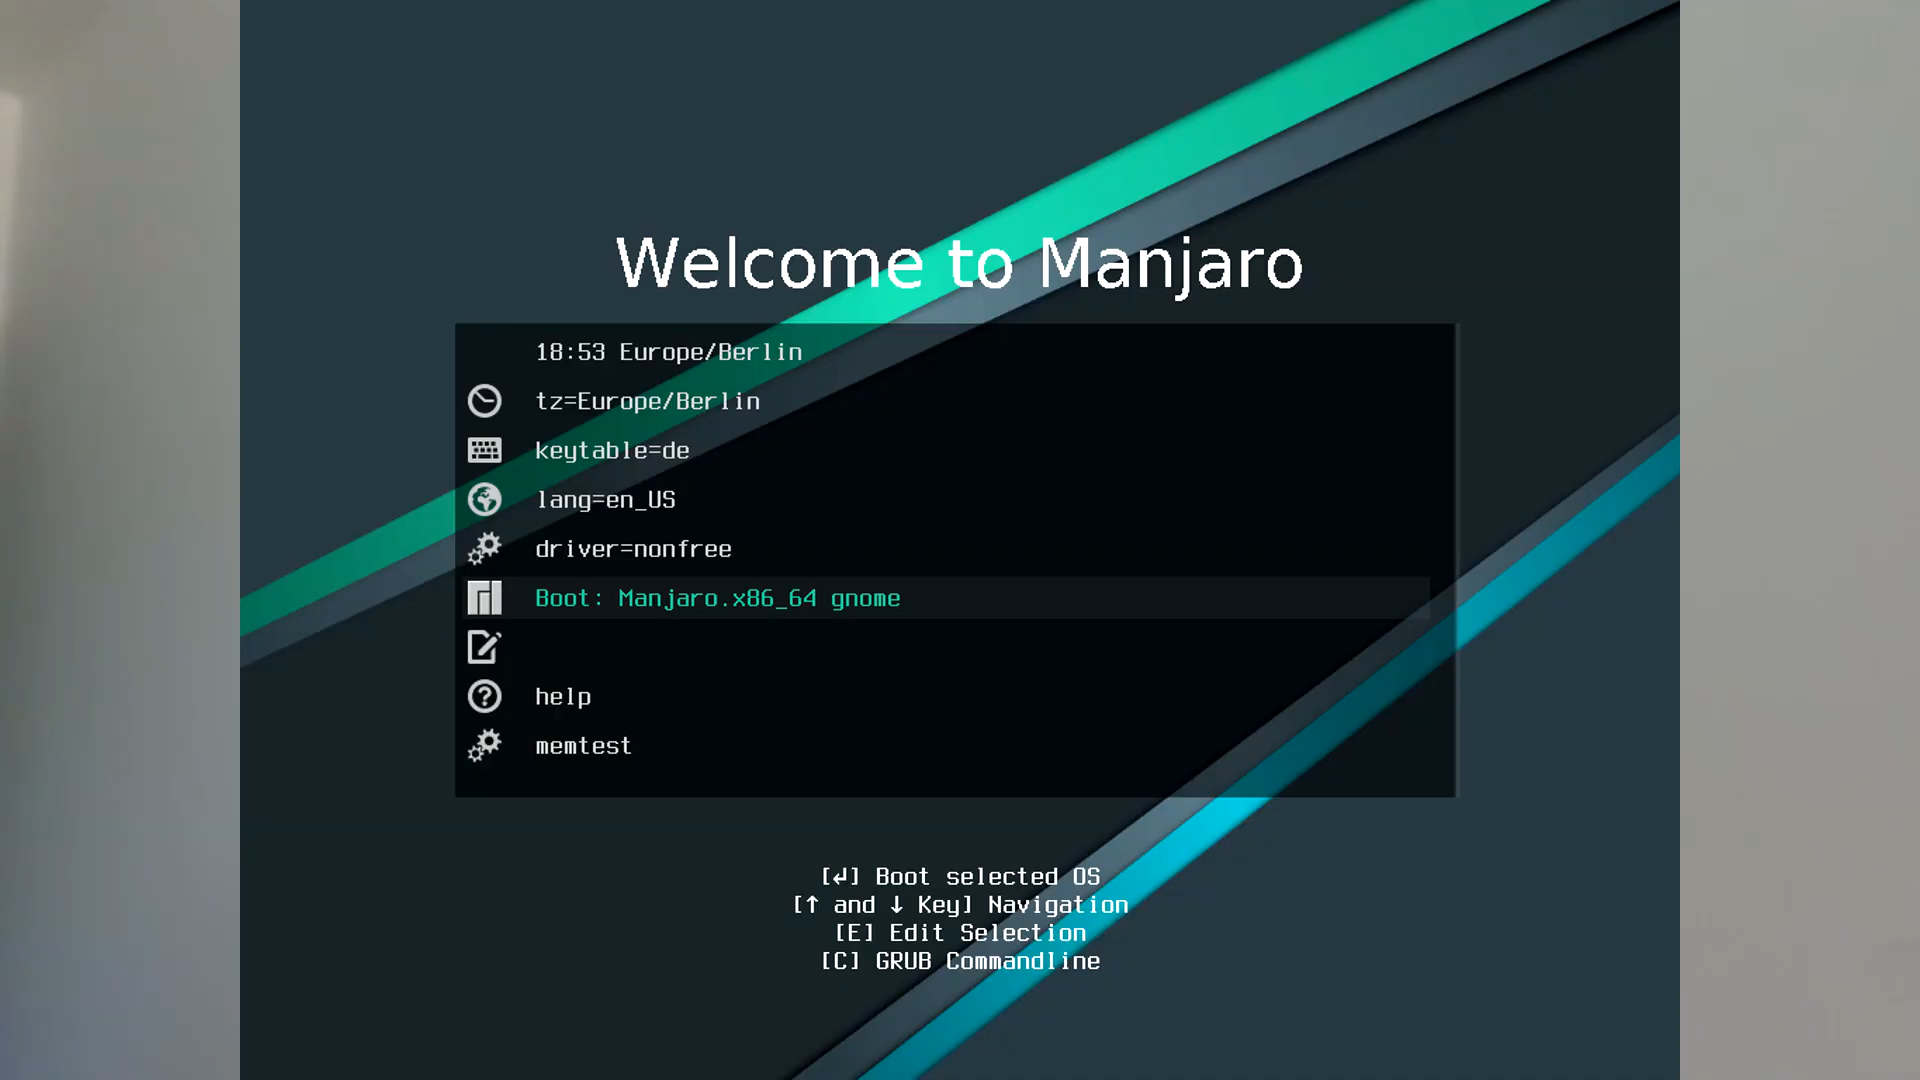 Welcome to Manjaro
18:53 Europe/Berlin
tz=Europe/Berlin
keytable=de
lang=en_US
driver=nonfree
Boot: Manjaro.x86_64 gnome
help
memtest
[↲] Boot selected OS
[↑ and ↓ Key] Navigation
[E] Edit Selection
[C] GRUB Commandline